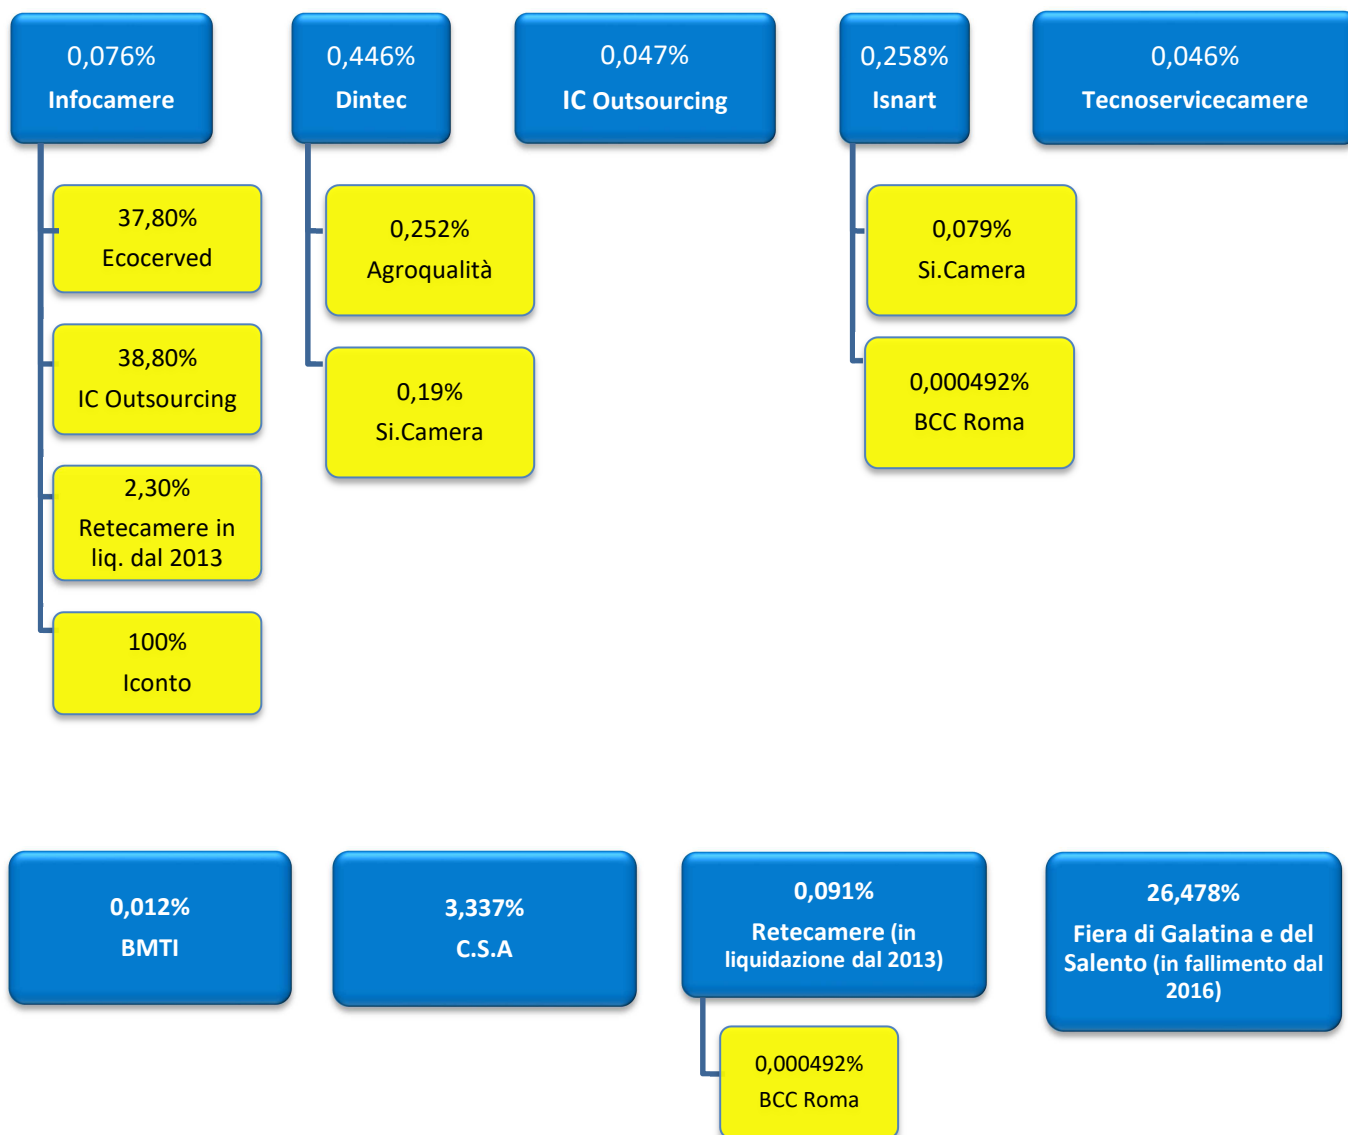 0,076%
Infocamere
0,446%
Dintec
0,047%
IC Outsourcing
0,258%
Isnart
0,046%
Tecnoservicecamere
37,80%
Ecocerved
38,80%
IC Outsourcing
2,30%
Retecamere in
liq. dal 2013
100%
Iconto
0,252%
Agroqualità
0,19%
Si.Camera
0,079%
Si.Camera
0,000492%
BCC Roma
0,012%
BMTI
3,337%
C.S.A
0,091%
Retecamere (in
liquidazione dal 2013)
0,000492%
BCC Roma
26,478%
Fiera di Galatina e del
Salento (in fallimento dal
2016)